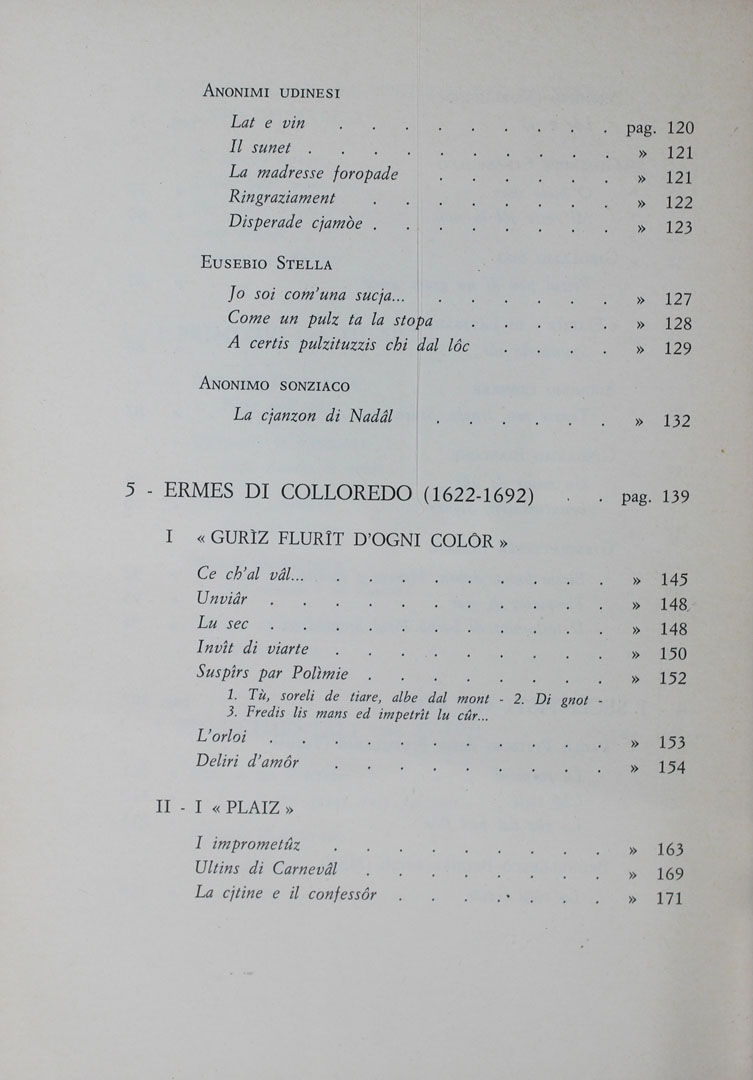 ANONIMI UDINESI
Lat e vin . . . . . . . . . pag. 120
Il sunet . . . . . . . . . . » 121
La madresse foropade . . . . . . » 121
Ringraziament . . . . . . . . » 122
Disperade cjamòe . . . . . . . . » 123
EUSEBIO STELLA
Jo soi com'una sucja... . . . . . . » 127
Come un pulz ta la stopa . . . . . » 128
A certis pulzituzzis chi dal lôc . . . . » 129
ANONIMO SONZIACO
La cjanzon di Nadâl . . . . . . » 132
5 - ERMES DI COLLOREDO (1622-1692) . . pag. 139
I « GURÌZ FLURÎT D'OGNI COLÔR »
Ce ch'al vâl... . . . . . . . . . » 145
Unviâr . . . . . . . . . . . » 148
Lu sec . . . . . . . . . . . » 148
Invît di viarte . . . . . . . . . » 150
Suspîrs par Polìmie . . . . . . . . » 152
1. Tù, soreli de tiare, albe dal mont - 2. Di gnot -
3. Fredis lis mans ed impetrît lu cûr...
L'orloi . . . . . . . . . . . » 153
Deliri d'amôr . . . . . . . . . » 154
II - I « PLAIZ »
I imprometûz . . . . . . . . . » 163
Ultins di Carnevâl . . . . . . . . » 169
La cjtine e il confessôr . . . . . . . » 171